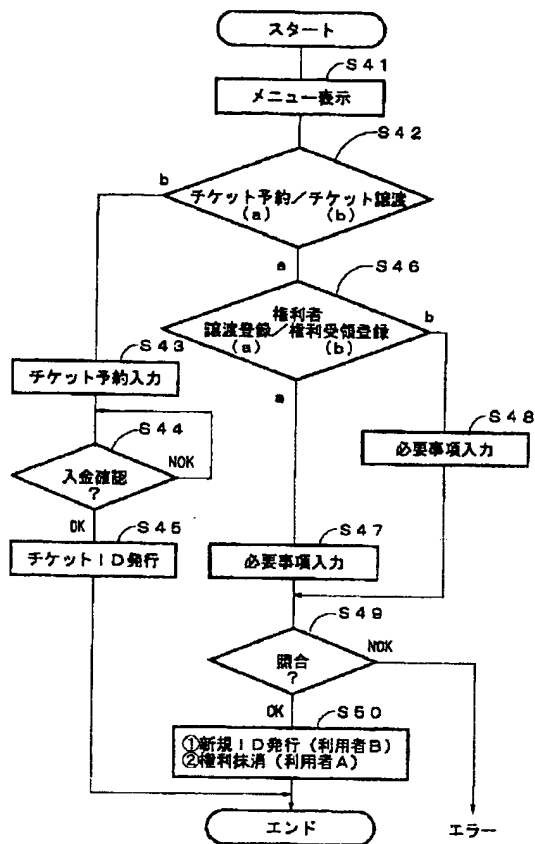 スタート
S41
メニュー表示
S42
b
チケット予約／チケット譲渡
(a) (b)
a
S46
権利者
譲渡登録／権利受領登録
(a) (b)
b
a
S43
チケット予約入力
S44
入金確認
?
NOK
OK
S45
チケットID発行
S48
必要事項入力
S47
必要事項入力
S49
照合
?
NOK
OK
S50
①新規ID発行（利用者B）
②権利抹消（利用者A）
エンド
エラー